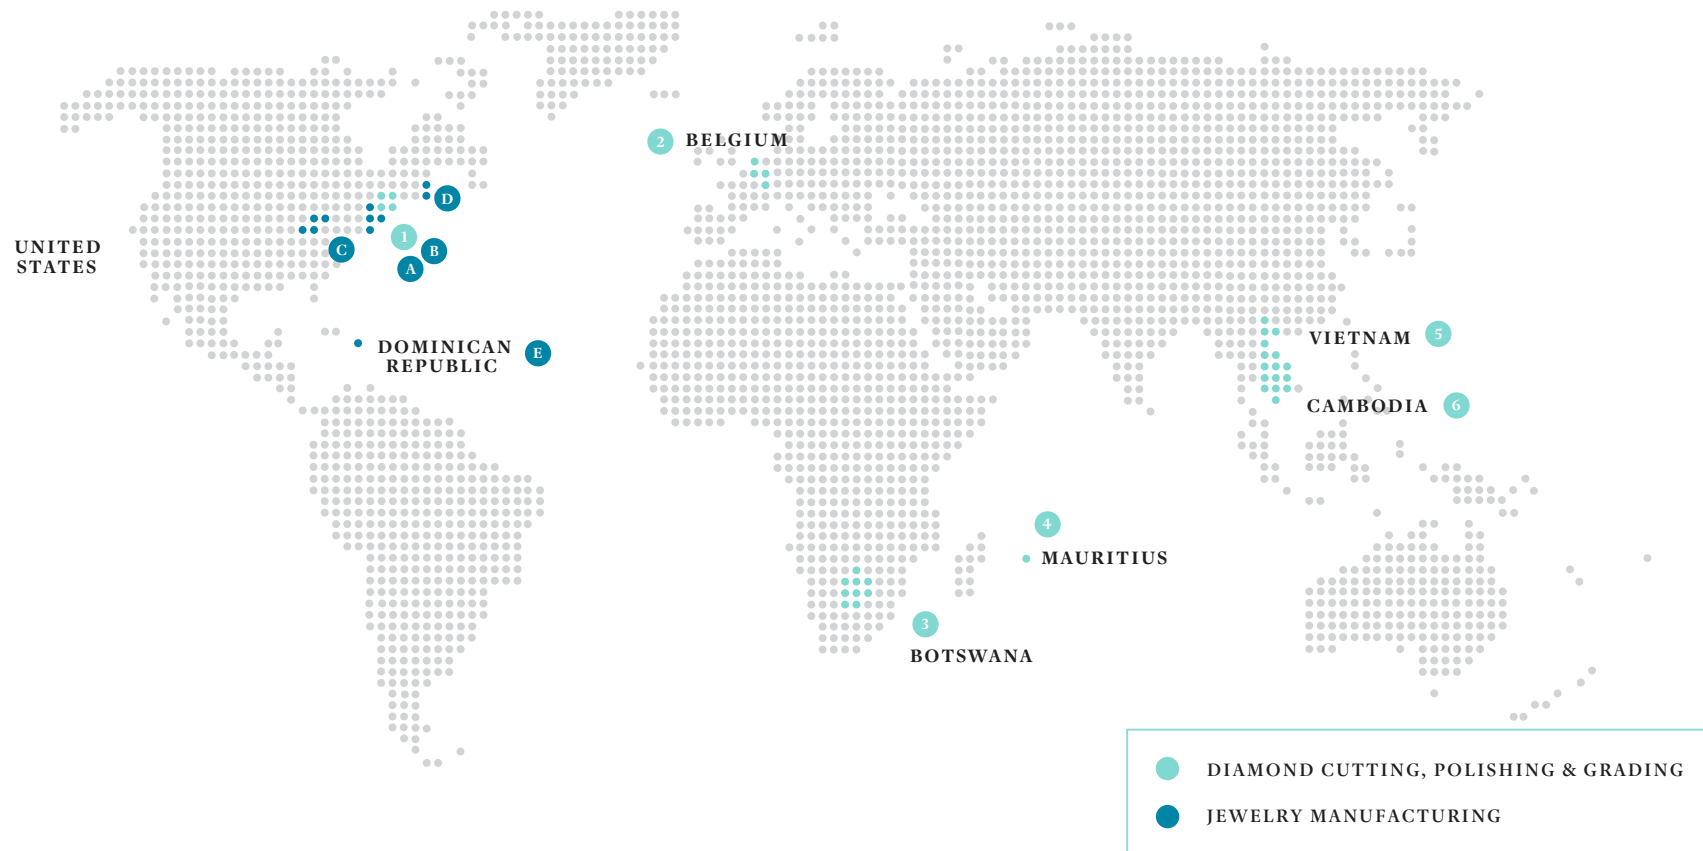 2 BELGIUM
D
1
C
B
A
UNITED
STATES
DOMINICAN
REPUBLIC
E
VIETNAM 5
CAMBODIA 6
4
MAURITIUS
3
BOTSWANA
DIAMOND CUTTING, POLISHING & GRADING
JEWELRY MANUFACTURING